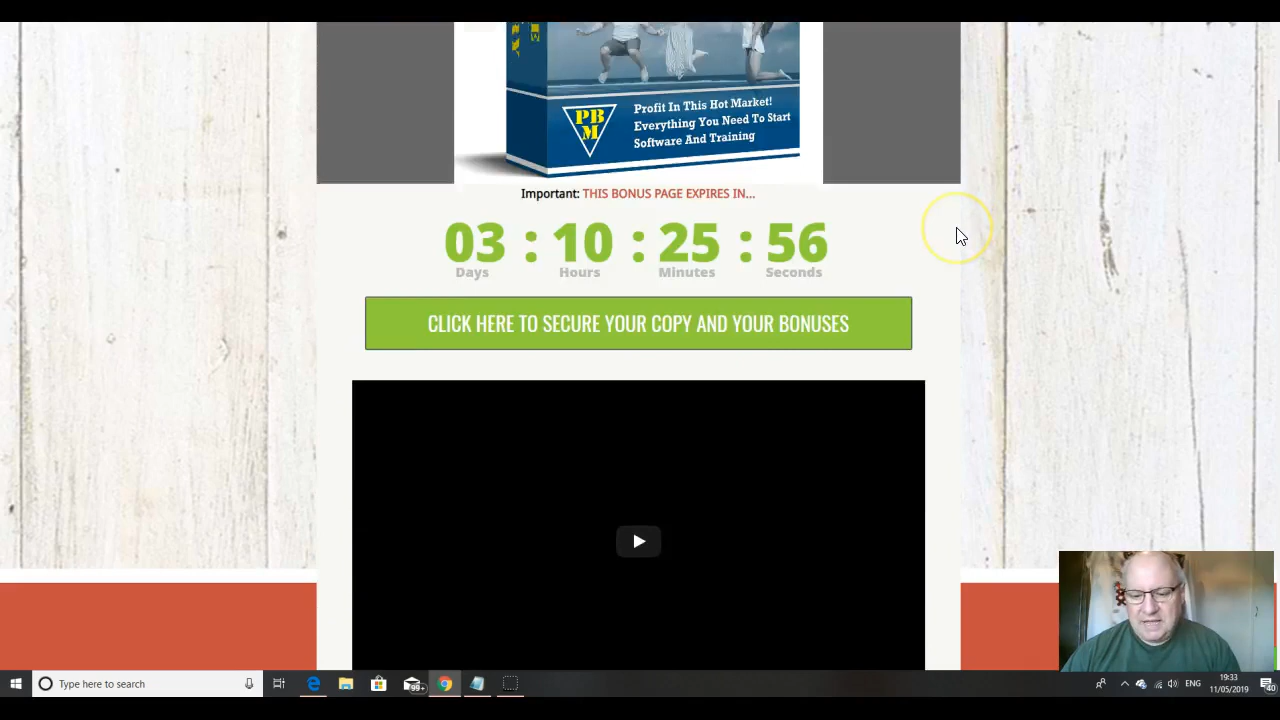 PB
M
Profit In This Hot Market!
Everything You Need To Start
Software And Training
Important: THIS BONUS PAGE EXPIRES IN...
03 : 10 : 25 : 56
Days Hours Minutes Seconds
CLICK HERE TO SECURE YOUR COPY AND YOUR BONUSES
Type here to search
99+
ENG
19:33
11/05/2019
40